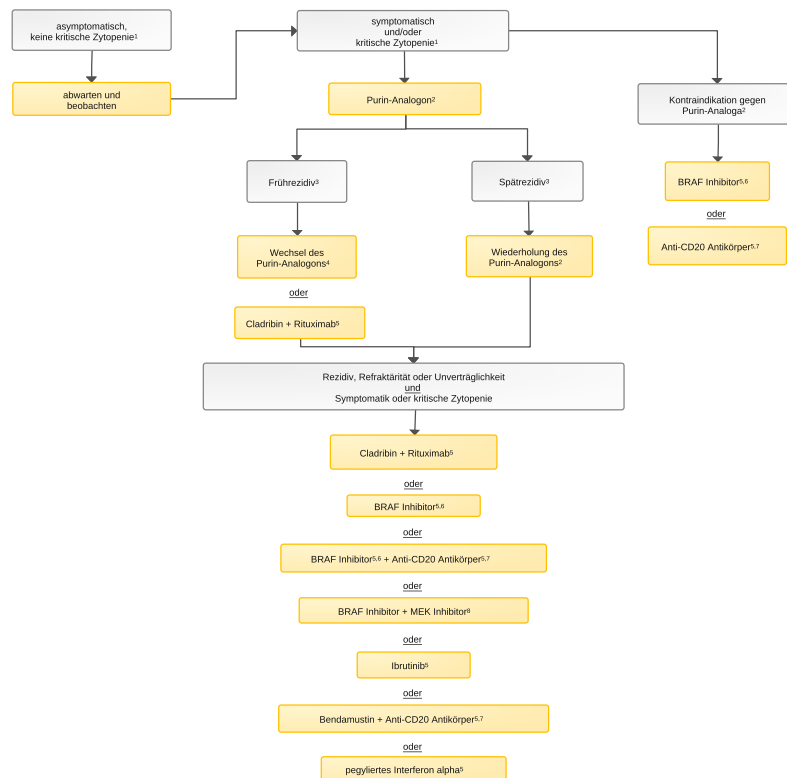 asymptomatisch,
keine kritische Zytopenie¹
abwarten und
beobachten
symptomatisch
und/oder
kritische Zytopenie¹
Purin-Analogon²
Kontraindikation gegen
Purin-Analoga²
BRAF Inhibitor⁵,⁶
oder
Anti-CD20 Antikörper⁵,⁷
Frührezidiv³
Spätrezidiv³
Wechsel des
Purin-Analogons⁴
oder
Cladribin + Rituximab⁵
Wiederholung des
Purin-Analogons²
Rezidiv, Refraktärität oder Unverträglichkeit
und
Symptomatik oder kritische Zytopenie
Cladribin + Rituximab⁵
oder
BRAF Inhibitor⁵,⁶
oder
BRAF Inhibitor⁵,⁶ + Anti-CD20 Antikörper⁵,⁷
oder
BRAF Inhibitor + MEK Inhibitor⁸
oder
Ibrutinib⁵
oder
Bendamustin + Anti-CD20 Antikörper⁵,⁷
oder
pegyliertes Interferon alpha⁵